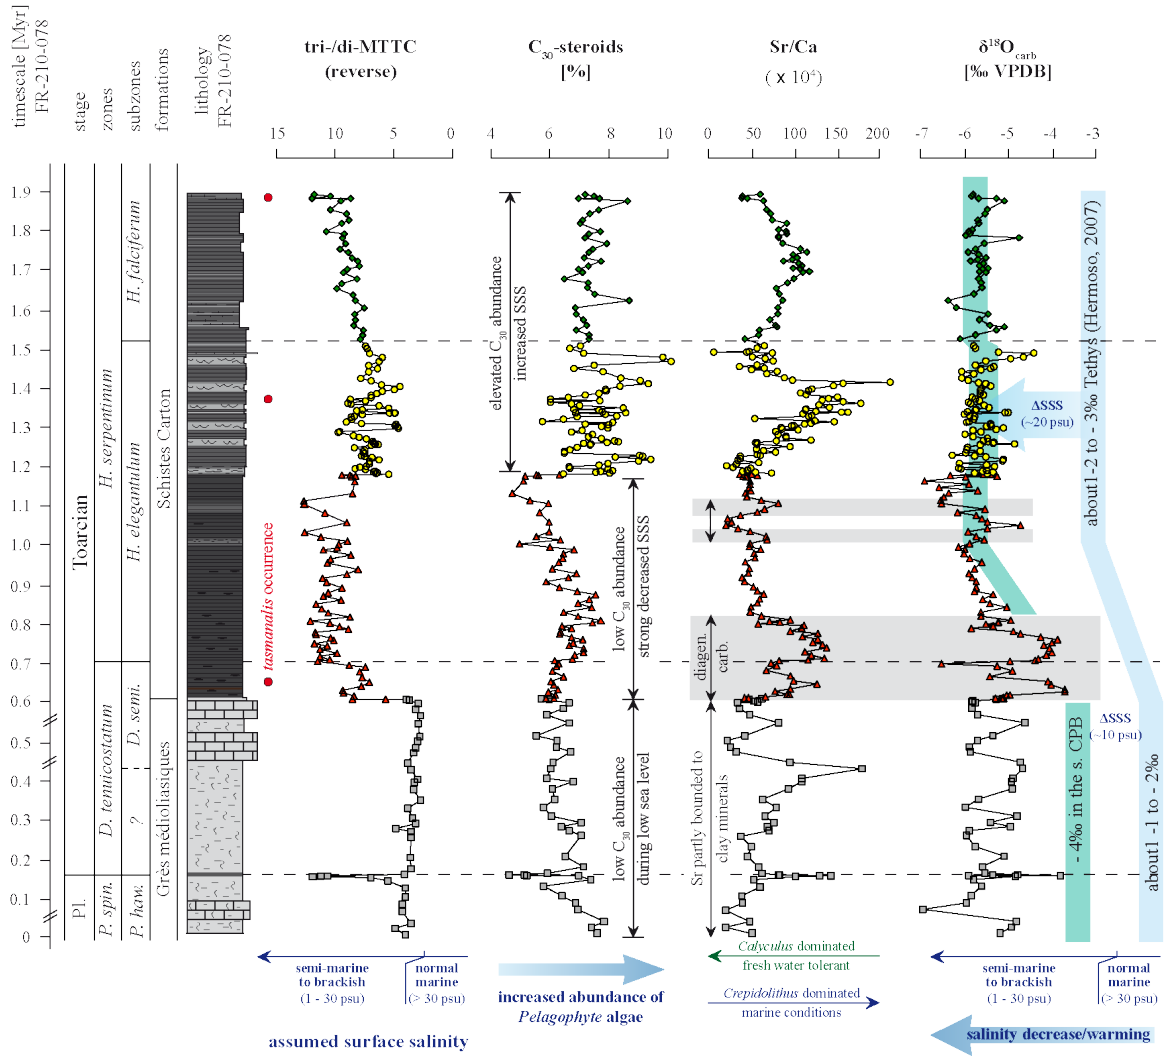 timescale [Myr]
FR-210-078
stage
zones
subzones
formations
lithology
FR-210-078
tri-/di-MTTC
(reverse)
C30-steroids
[%]
Sr/Ca
( x 10⁴)
δ¹⁸Ocarb
[‰ VPDB]
15
10
5
0
4
6
8
10
0
50
100
150
200
-7
-6
-5
-4
-3
1.9
1.8
1.7
1.6
1.5
1.4
1.3
1.2
1.1
1.0
0.9
0.8
0.7
0.6
0.5
0.4
0.3
0.2
0.1
0
Toarcian
Pl.
H. serpentinum
D. tenuicostatum
P. spin.
H. falciferum
H. elegantulum
D. semi.
?
P. haw.
Schistes Carton
Grès médioliasiques
tasmanalis occurrence
elevated C30 abundance
increased SSS
low C30 abundance
strong decreased SSS
low C30 abundance
during low sea level
diagen.
carb.
Sr partly bounded to
clay minerals
about1 -2 to - 3‰ Tethys (Hermoso, 2007)
ΔSSS
(~20 psu)
ΔSSS
(~10 psu)
- 4‰ in the s. CPB
about1 -1 to - 2‰
semi-marine
to brackish
(1 - 30 psu)
normal
marine
(> 30 psu)
assumed surface salinity
increased abundance of
Pelagophyte algae
Calyculus dominated
fresh water tolerant
Crepidolithus dominated
marine conditions
semi-marine
to brackish
(1 - 30 psu)
normal
marine
(> 30 psu)
salinity decrease/warming